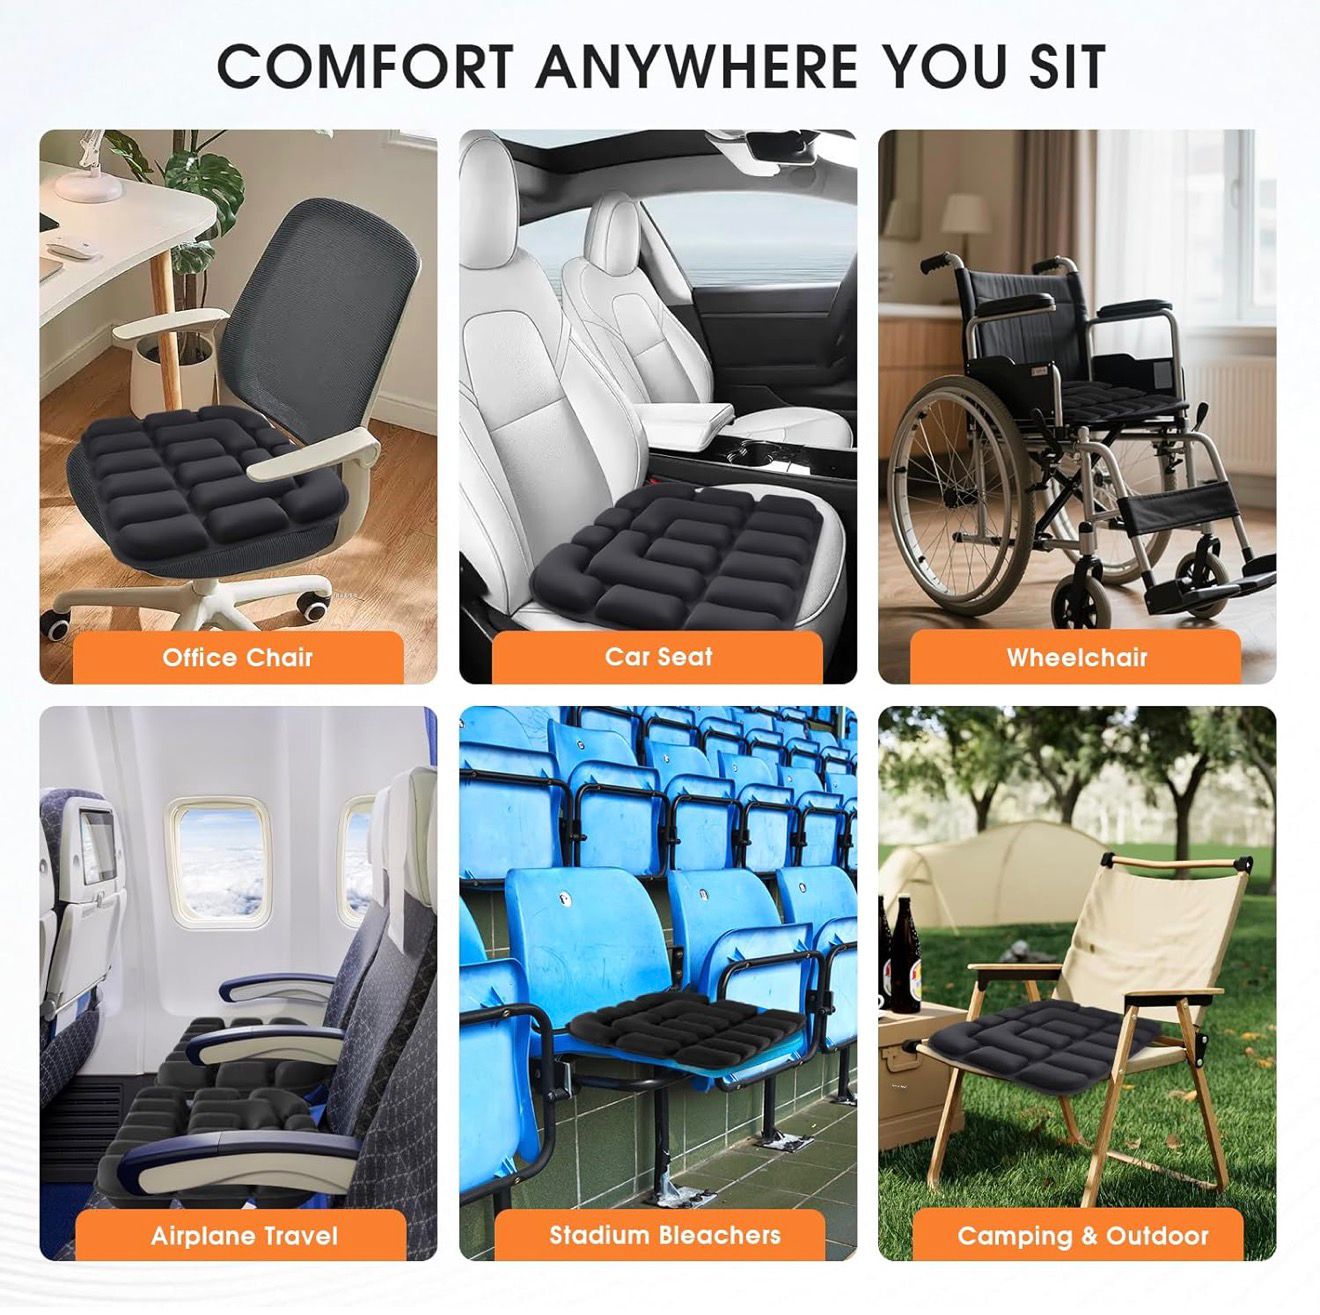 COMFORT ANYWHERE YOU SIT
Office Chair
Car Seat
Wheelchair
Airplane Travel
Stadium Bleachers
Camping & Outdoor